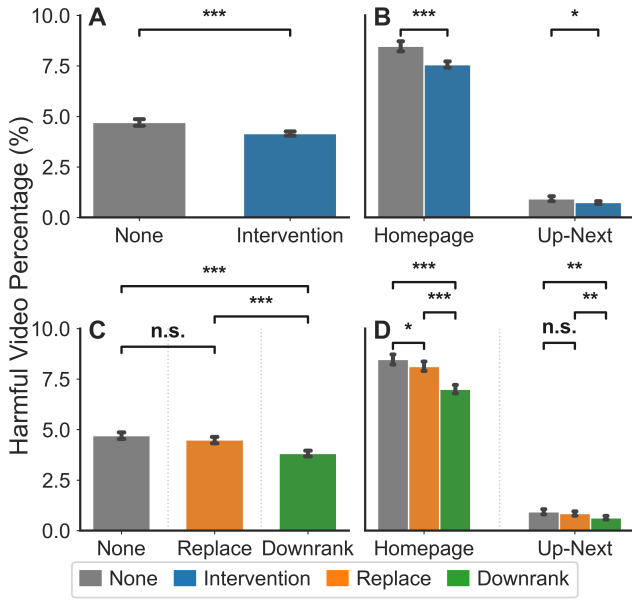 Harmful Video Percentage (%)
A
***
10.0
7.5
5.0
2.5
0.0
None Intervention
B
*** *
Homepage Up-Next
***
***
n.s.
C
10.0
7.5
5.0
2.5
0.0
None Replace Downrank
*** **
*** **
* n.s.
D
Homepage Up-Next
None Intervention Replace Downrank